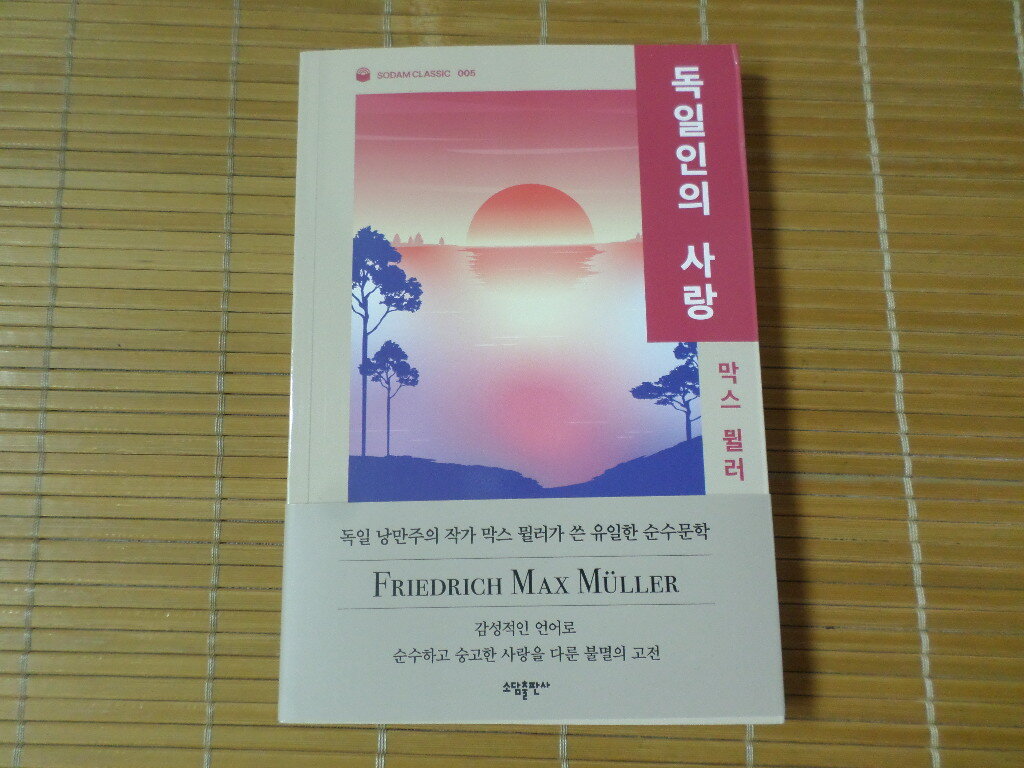 SODAM CLASSIC 005
독일인의 사랑
막스 뮐러
독일 낭만주의 작가 막스 뮐러가 쓴 유일한 순수문학
FRIEDRICH MAX MÜLLER
감성적인 언어로
순수하고 숭고한 사랑을 다룬 불멸의 고전
소담출판사